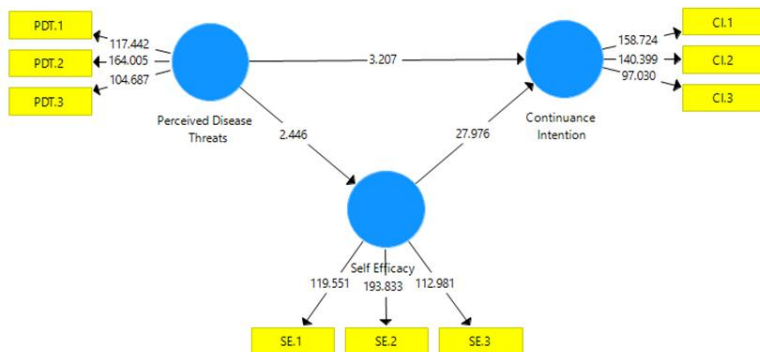 PDT.1
117.442
PDT.2
164.005
PDT.3
104.687
Perceived Disease
Threats
3.207
158.724
CI.1
140.399
CI.2
97.030
CI.3
Continuance
Intention
2.446
27.976
Self Efficacy
119.551
193.833
112.981
SE.1
SE.2
SE.3